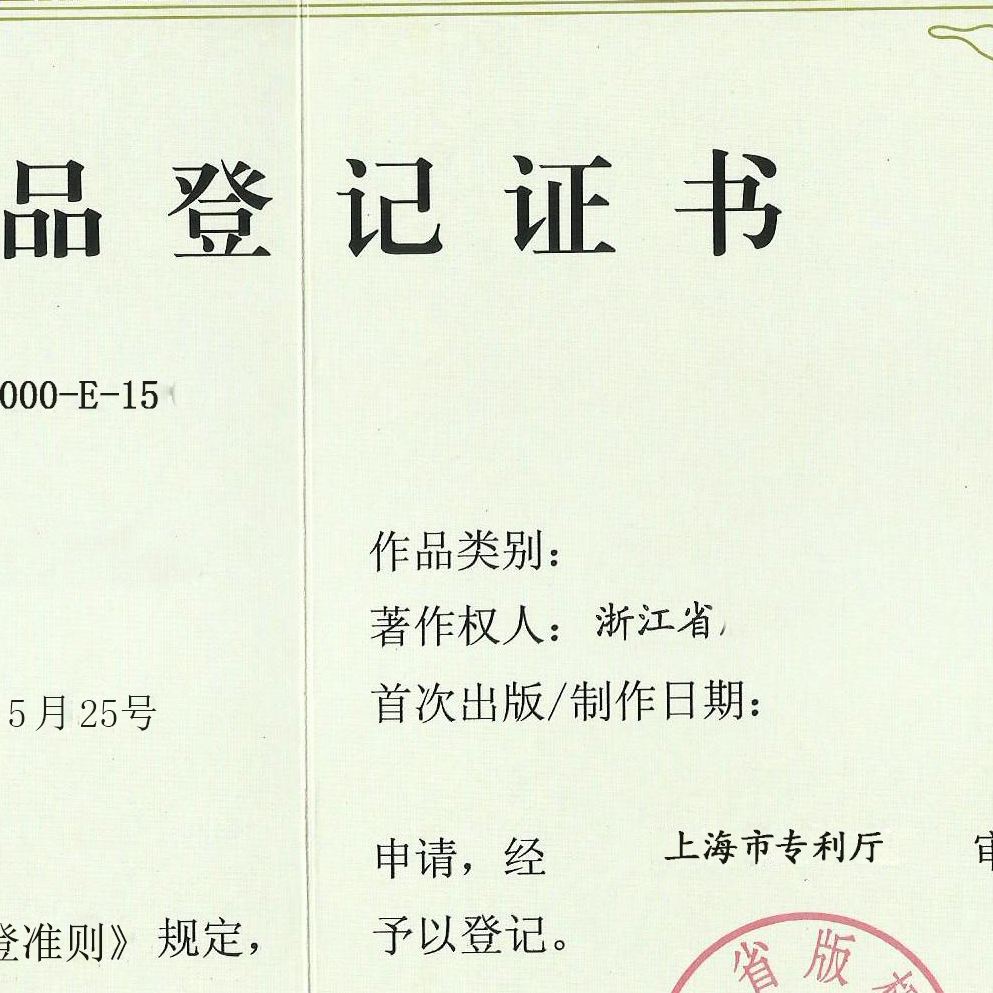 品登记证书
000-E-15
作品类别：
著作权人：浙江省
首次出版/制作日期：
5月25号
申请，经 上海市专利厅 审
登准则》规定，予以登记。
省版权